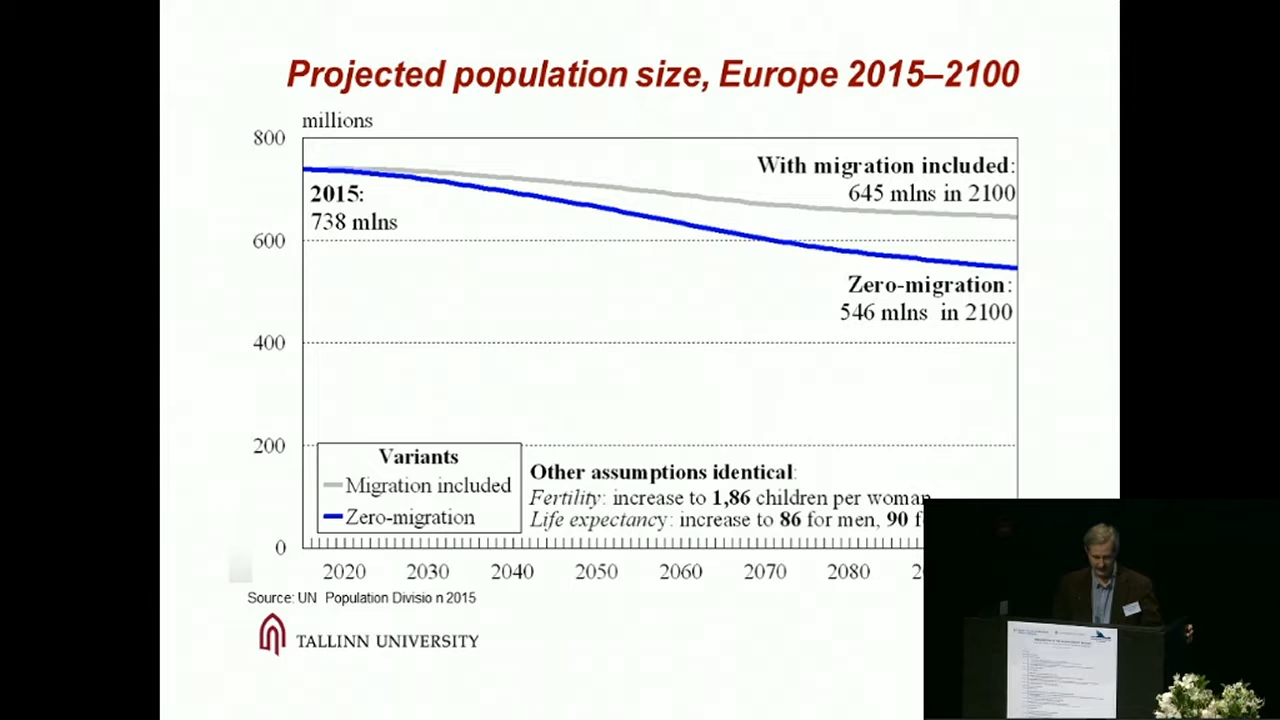 Projected population size, Europe 2015–2100
millions
800
600
400
200
0
2015:
738 mlns
With migration included:
645 mlns in 2100
Zero-migration:
546 mlns in 2100
Variants
Migration included
Zero-migration
Other assumptions identical:
Fertility: increase to 1,86 children per woman
Life expectancy: increase to 86 for men, 90 f
2020 2030 2040 2050 2060 2070 2080 2
Source: UN Population Divisio n 2015
TALLINN UNIVERSITY